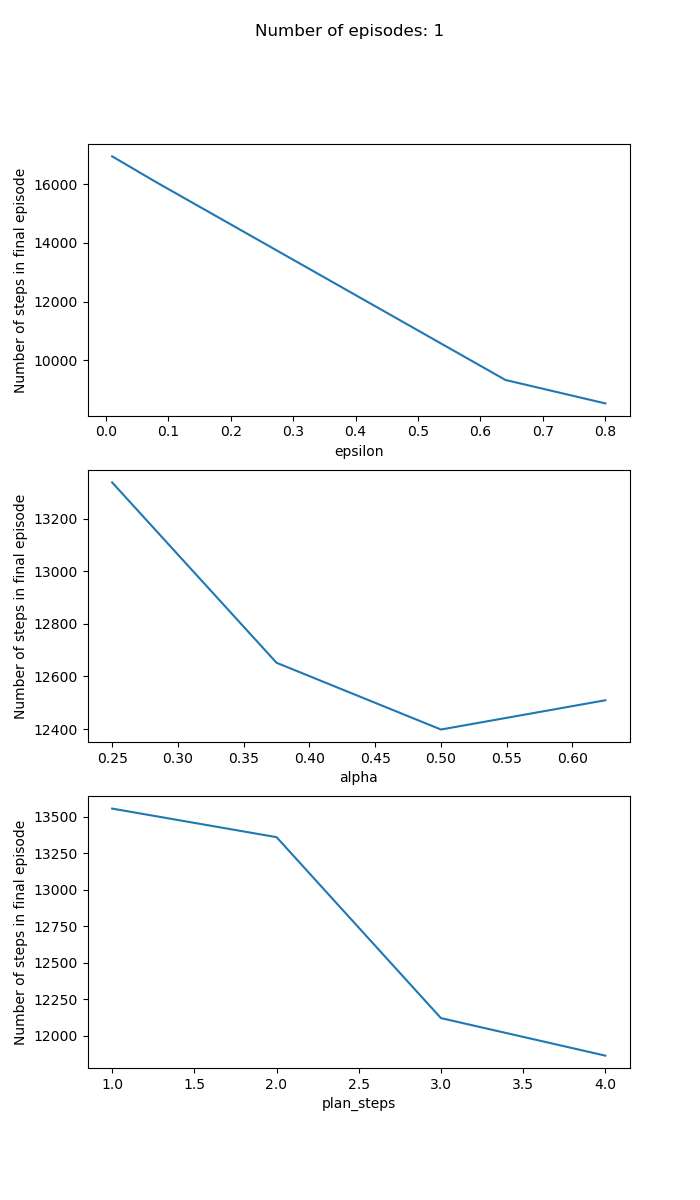 Number of episodes: 1
Number of steps in final episode
16000
14000
12000
10000
0.0 0.1 0.2 0.3 0.4 0.5 0.6 0.7 0.8
epsilon
Number of steps in final episode
13200
13000
12800
12600
12400
0.25 0.30 0.35 0.40 0.45 0.50 0.55 0.60
alpha
Number of steps in final episode
13500
13250
13000
12750
12500
12250
12000
1.0 1.5 2.0 2.5 3.0 3.5 4.0
plan_steps